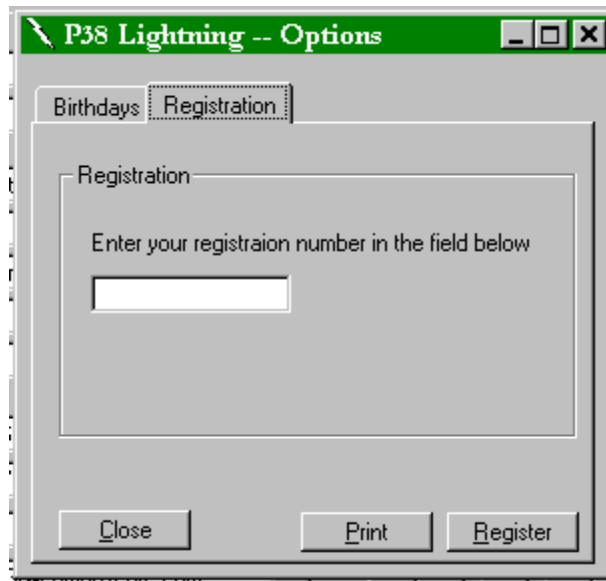 P38 Lightning -- Options
Birthdays Registration
Registration
Enter your registraion number in the field below
Close Print Register